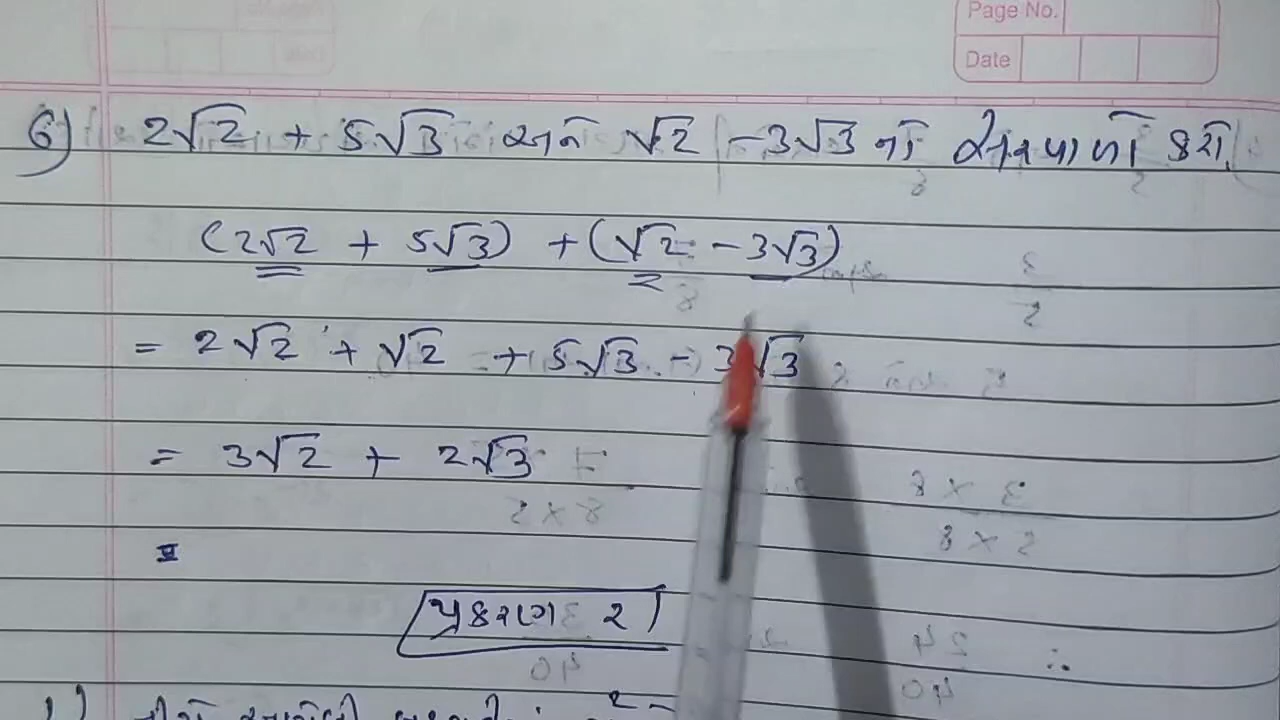 Page No.
Date
6) 2√2 + 5√3 અને √2 - 3√3 નો સરવાળો કરો.
(2√2 + 5√3) + (√2 - 3√3)
= 2√2 + √2 + 5√3 - 3√3
= 3√2 + 2√3
પ્રકરણ 2
1)